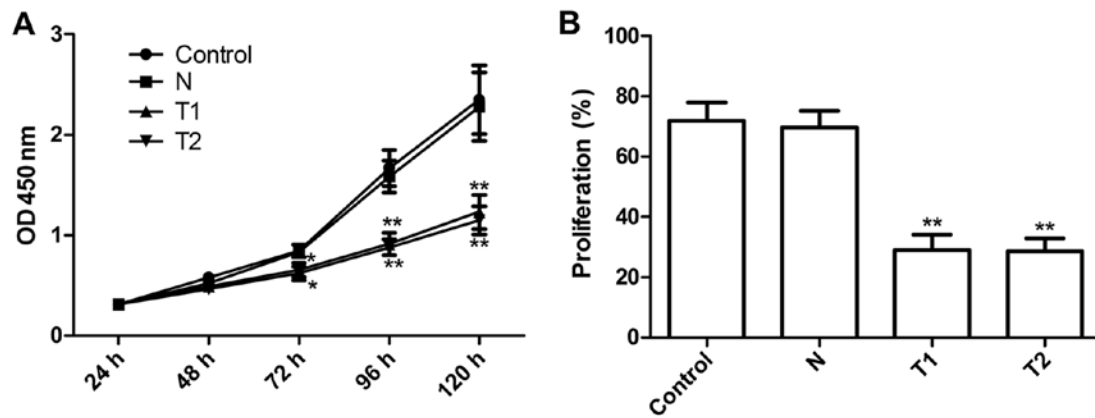 A
3
2
1
0
OD 450 nm
Control
N
T1
T2
*
*
**
**
**
**
24 h
48 h
72 h
96 h
120 h
B
100
80
60
40
20
0
Proliferation (%)
**
**
Control
N
T1
T2